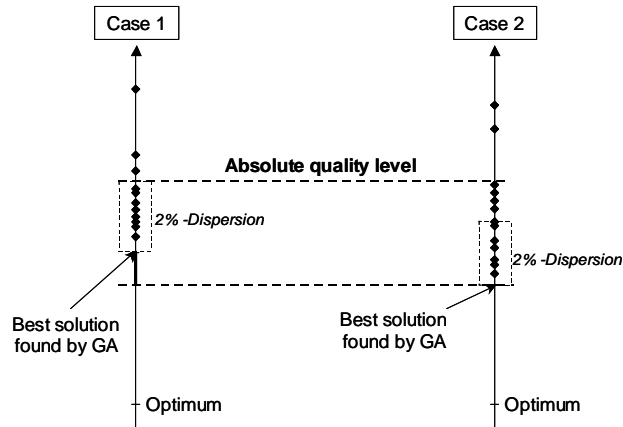 Case 1
Case 2
Absolute quality level
2% -Dispersion
2% -Dispersion
Best solution
found by GA
Best solution
found by GA
Optimum
Optimum